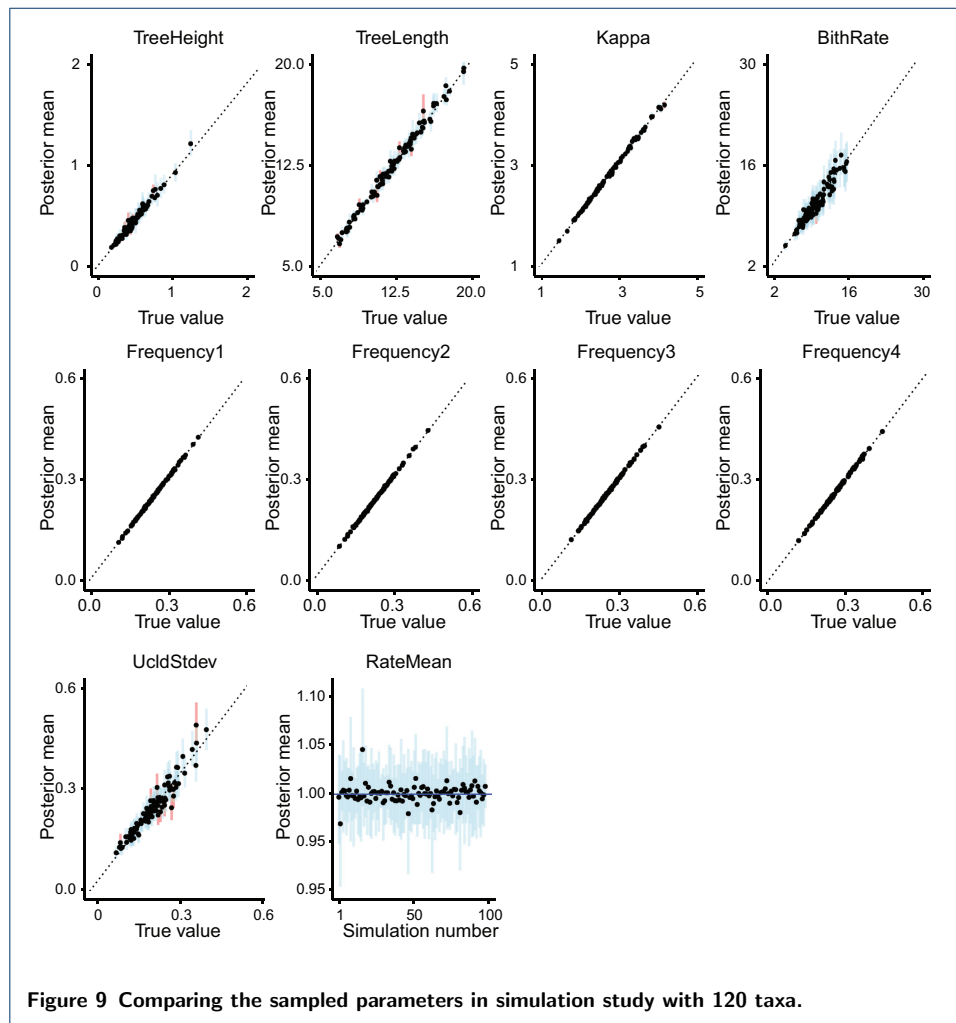 TreeHeight
TreeLength
Kappa
BithRate
Posterior mean
2
1
0
0
1
2
True value
Posterior mean
20.0
12.5
5.0
5.0
12.5
20.0
True value
Posterior mean
5
3
1
1
3
5
True value
Posterior mean
30
16
2
2
16
30
True value
Frequency1
Frequency2
Frequency3
Frequency4
Posterior mean
0.6
0.3
0.0
0.0
0.3
0.6
True value
Posterior mean
0.6
0.3
0.0
0.0
0.3
0.6
True value
Posterior mean
0.6
0.3
0.0
0.0
0.3
0.6
True value
Posterior mean
0.6
0.3
0.0
0.0
0.3
0.6
True value
UcldStdev
RateMean
Posterior mean
0.6
0.3
0.0
0
0.3
0.6
True value
Posterior mean
1.10
1.05
1.00
0.95
0.95
1
50
100
Simulation number
Figure 9 Comparing the sampled parameters in simulation study with 120 taxa.